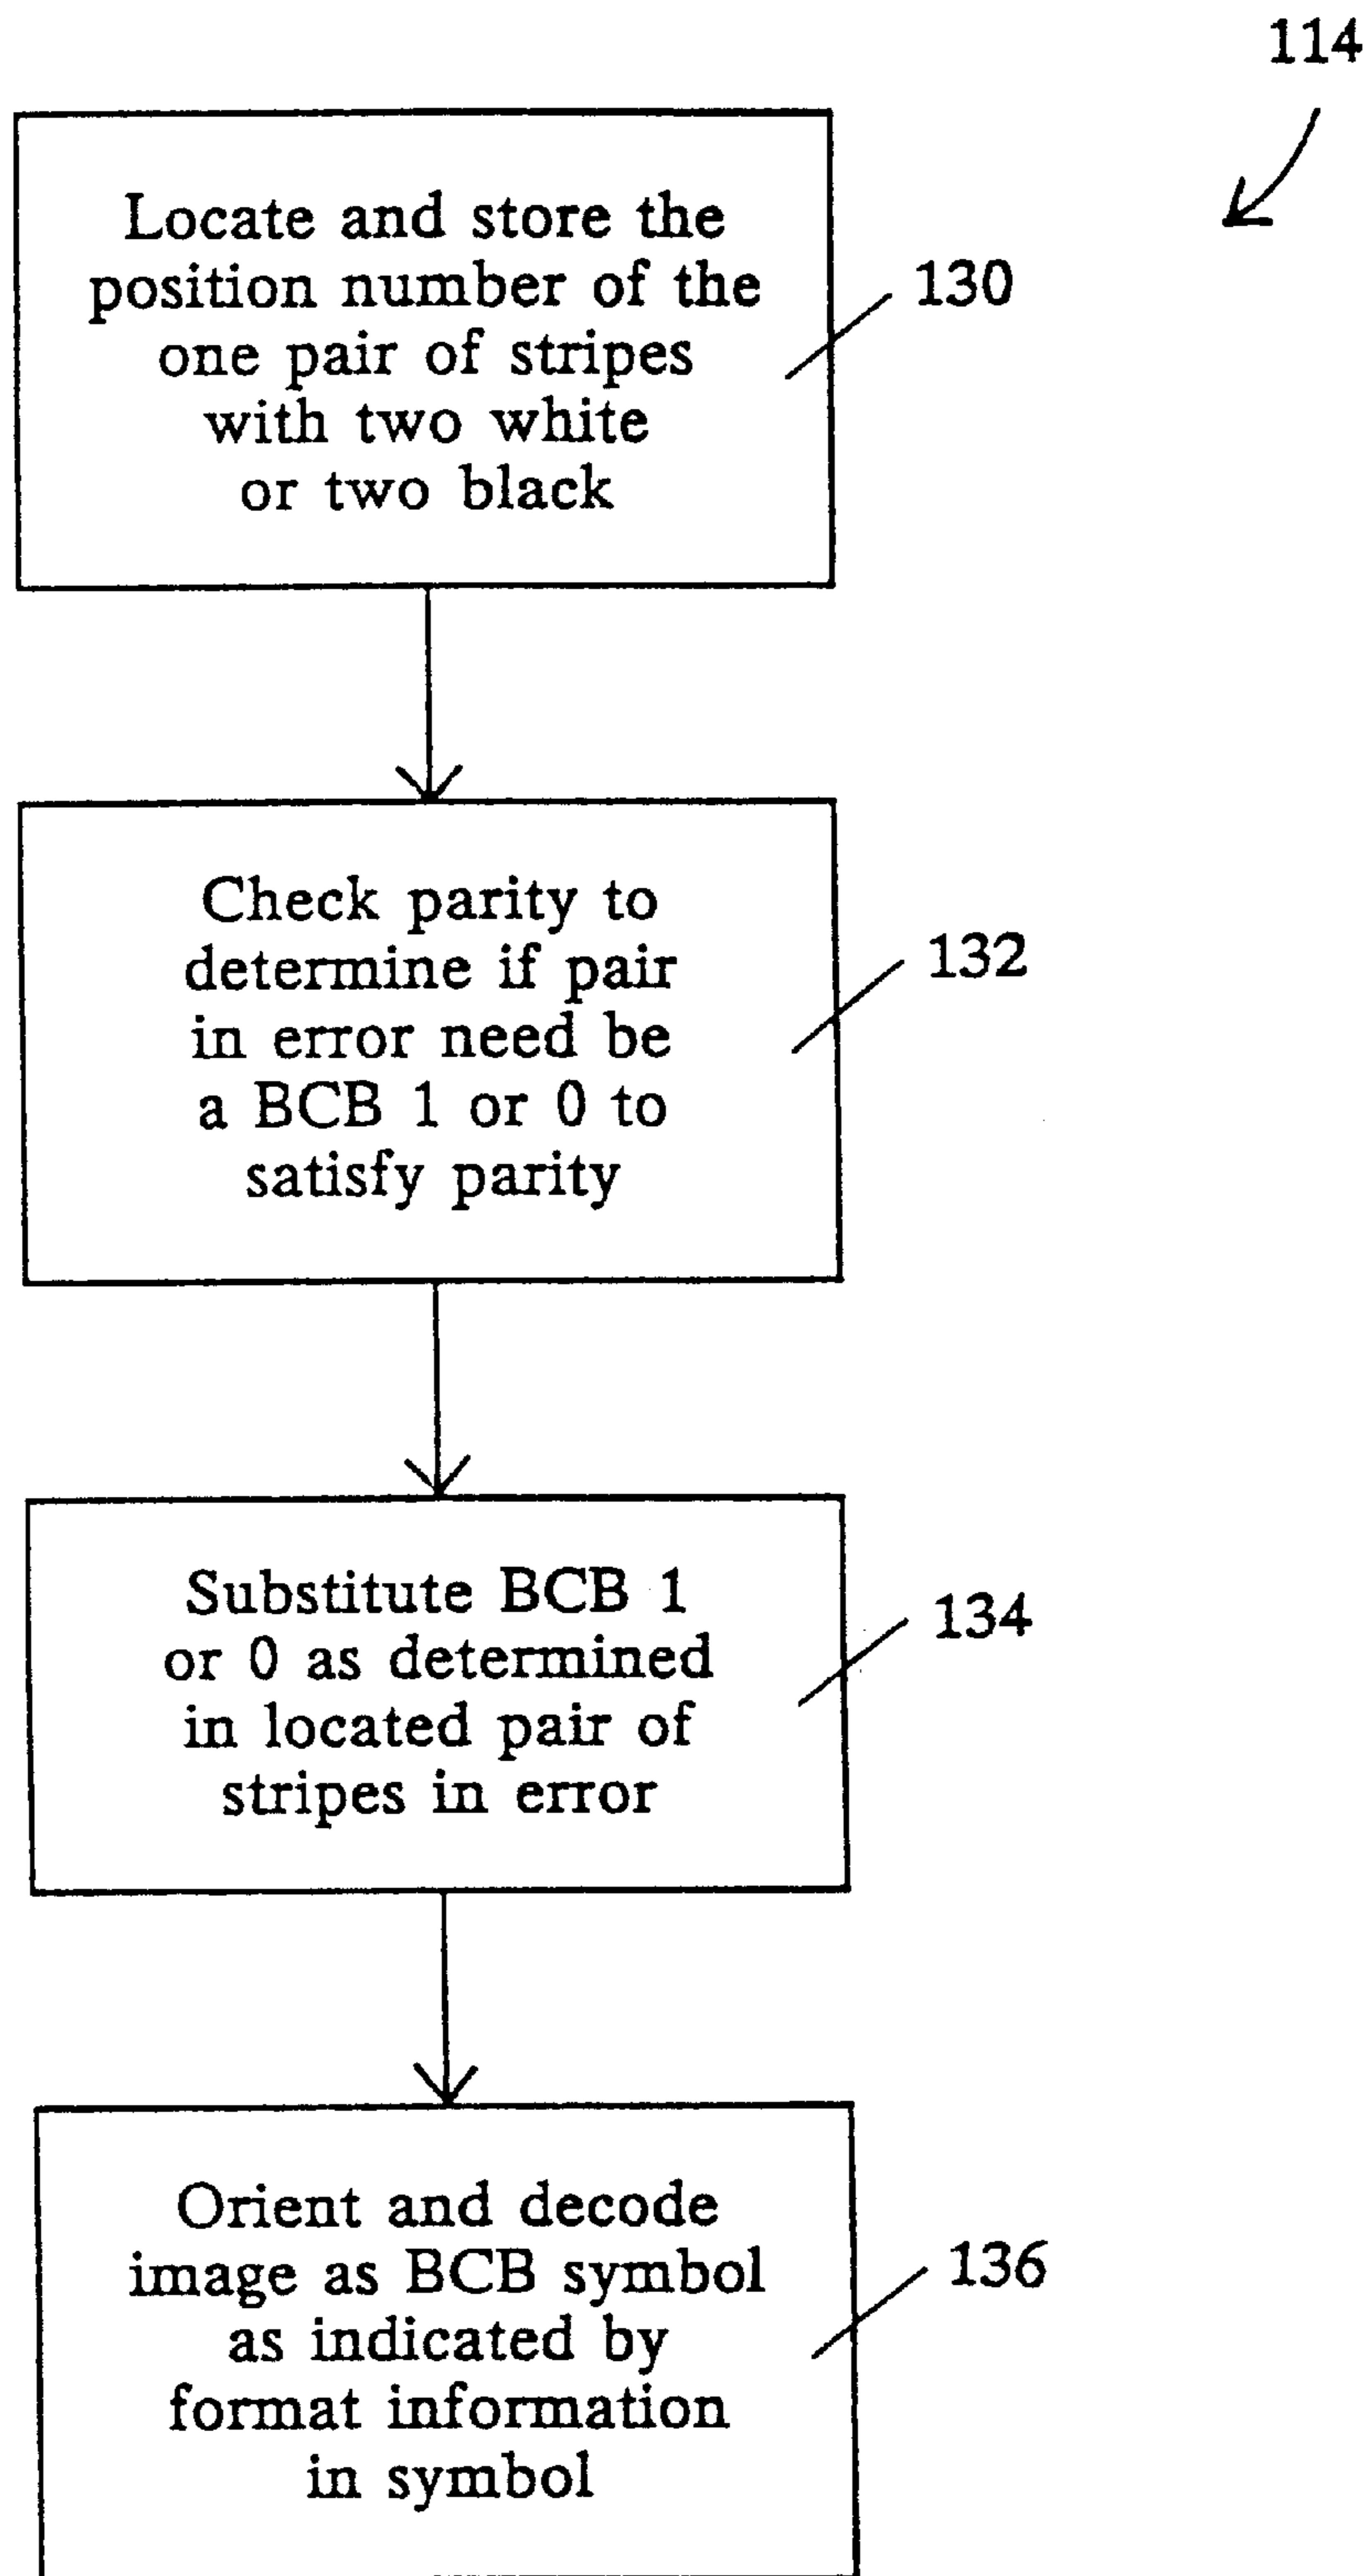 114
Locate and store the
position number of the
one pair of stripes
with two white
or two black
130
Check parity to
determine if pair
in error need be
a BCB 1 or 0 to
satisfy parity
132
Substitute BCB 1
or 0 as determined
in located pair of
stripes in error
134
Orient and decode
image as BCB symbol
as indicated by
format information
in symbol
136